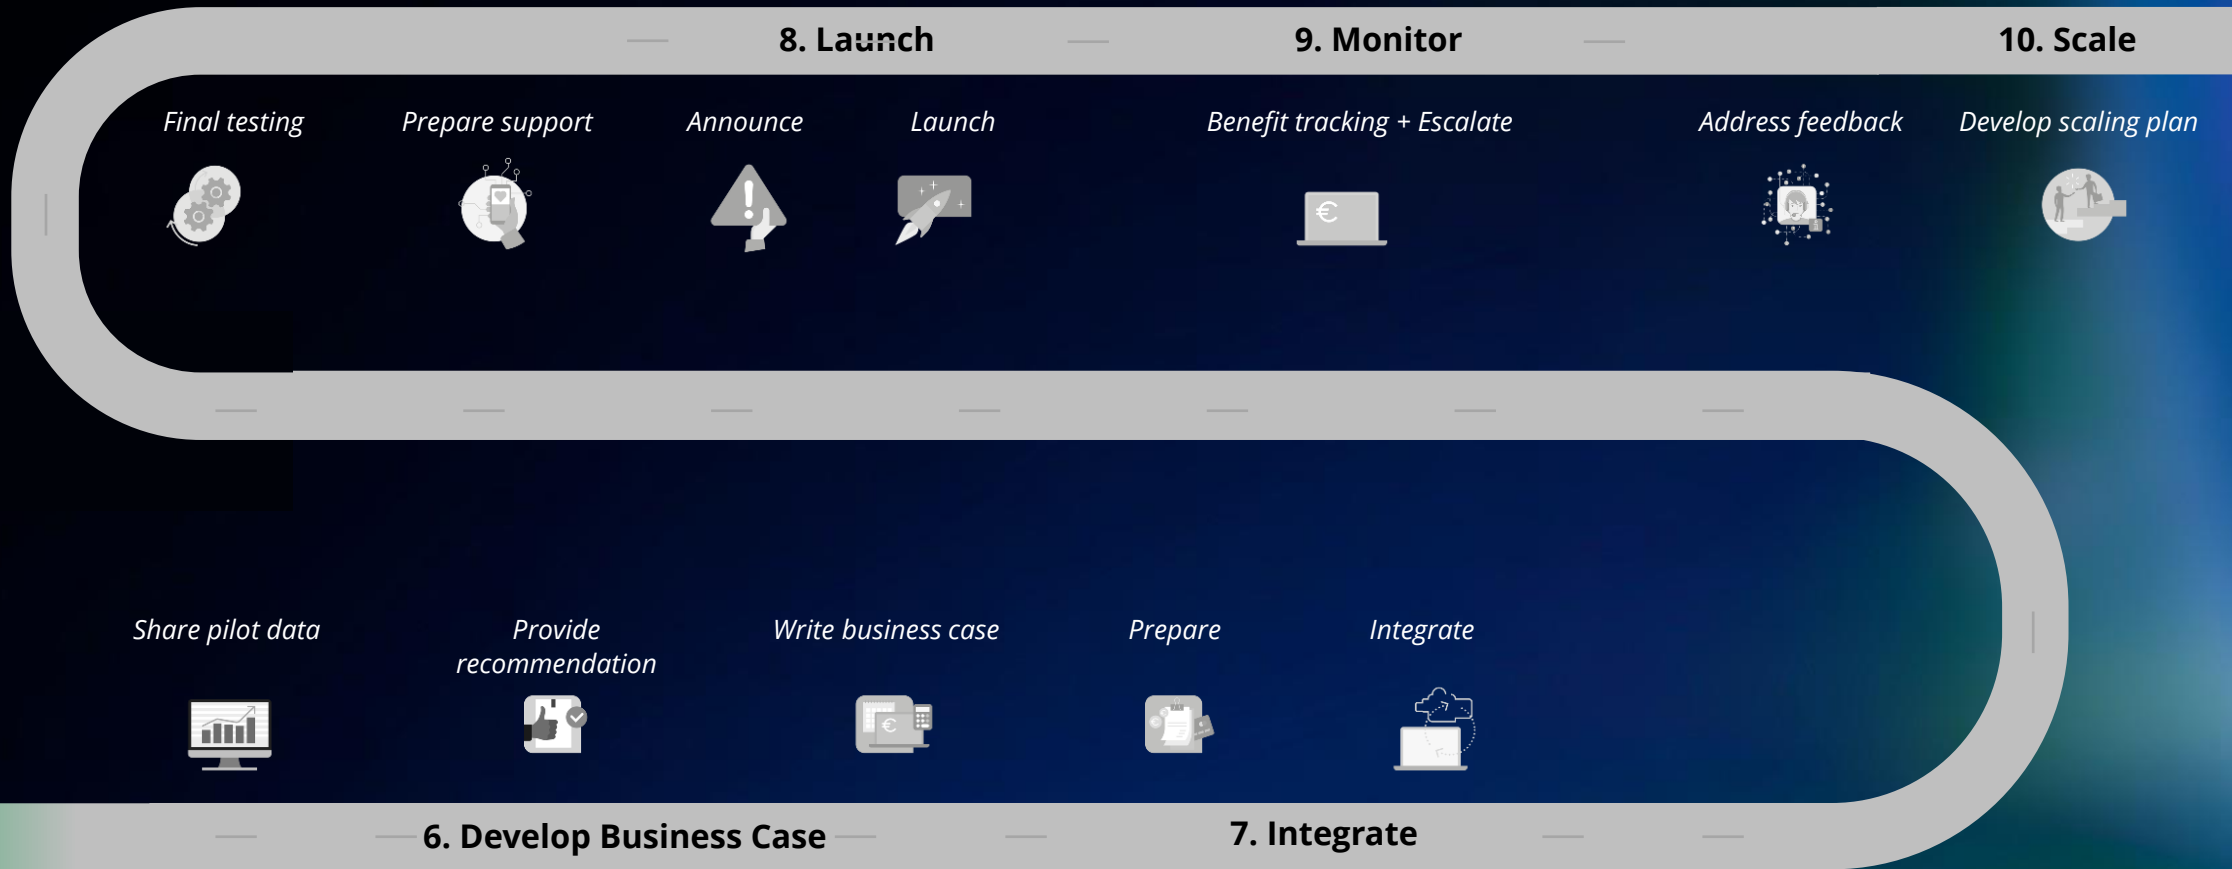 8. Launch
9. Monitor
10. Scale
Final testing
Prepare support
Announce
Launch
Benefit tracking + Escalate
Address feedback
Develop scaling plan
€
Share pilot data
Provide
recommendation
Write business case
Prepare
Integrate
€
6. Develop Business Case
7. Integrate